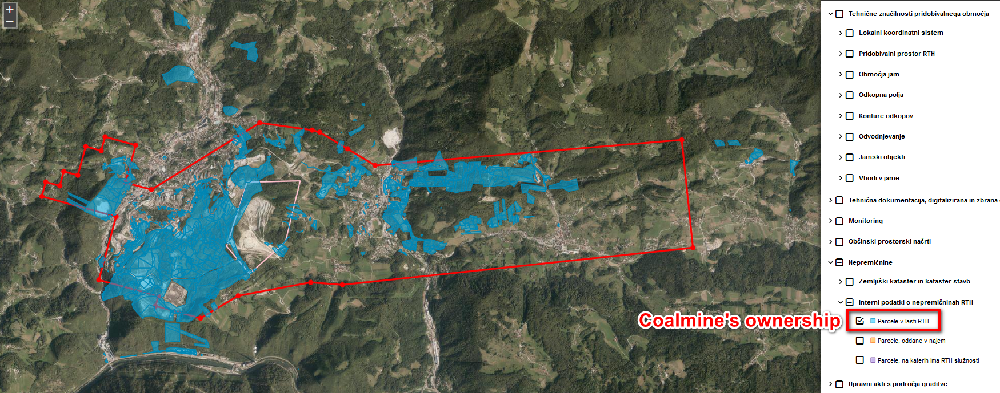 +
−
Tehnične značilnosti pridobivalnega območja
Lokalni koordinatni sistem
Pridobivalni prostor RTH
Območja jam
Odkopna polja
Konture odkopov
Odvodnjevanje
Jamski objekti
Vhodi v jame
Tehnična dokumentacija, digitalizirana in zbrana
Monitoring
Občinski prostorski načrti
Nepremičnine
Zemljiški kataster in kataster stavb
Interni podatki o nepremičninah RTH
Coalmine's ownership
Parcele v lasti RTH
Parcele, oddane v najem
Parcele, na katerih ima RTH služnosti
Upravni akti s področja graditve